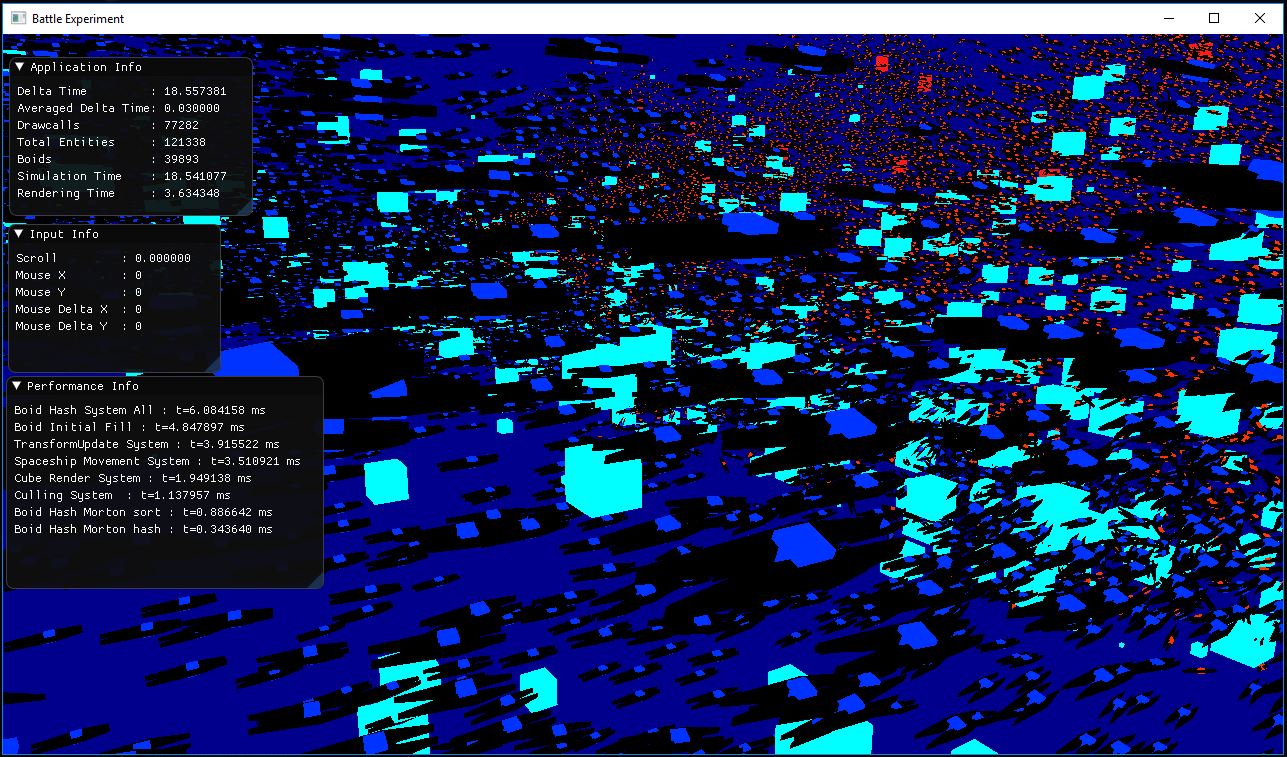 Battle Experiment
Application Info
Delta Time : 18.557381
Averaged Delta Time: 0.030000
Drawcalls : 77282
Total Entities : 121338
Boids : 39893
Simulation Time : 18.541077
Rendering Time : 3.634348
Input Info
Scroll : 0.000000
Mouse X : 0
Mouse Y : 0
Mouse Delta X : 0
Mouse Delta Y : 0
Performance Info
Boid Hash System All : t=6.084158 ms
Boid Initial Fill : t=4.847897 ms
TransformUpdate System : t=3.915522 ms
Spaceship Movement System : t=3.510921 ms
Cube Render System : t=1.949138 ms
Culling System : t=1.137957 ms
Boid Hash Morton sort : t=0.886642 ms
Boid Hash Morton hash : t=0.343640 ms